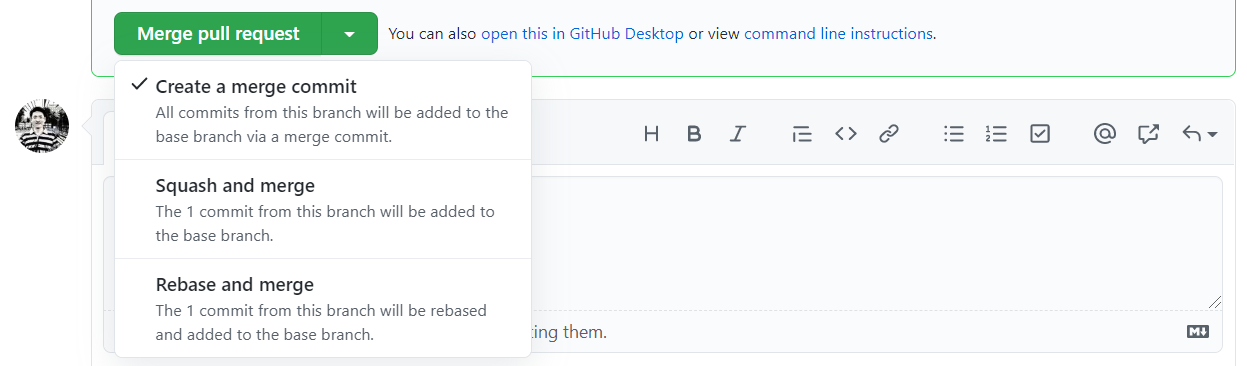 Merge pull request
You can also open this in GitHub Desktop or view command line instructions.
Create a merge commit
All commits from this branch will be added to the
base branch via a merge commit.
Squash and merge
The 1 commit from this branch will be added to
the base branch.
Rebase and merge
The 1 commit from this branch will be rebased
and added to the base branch.
them.